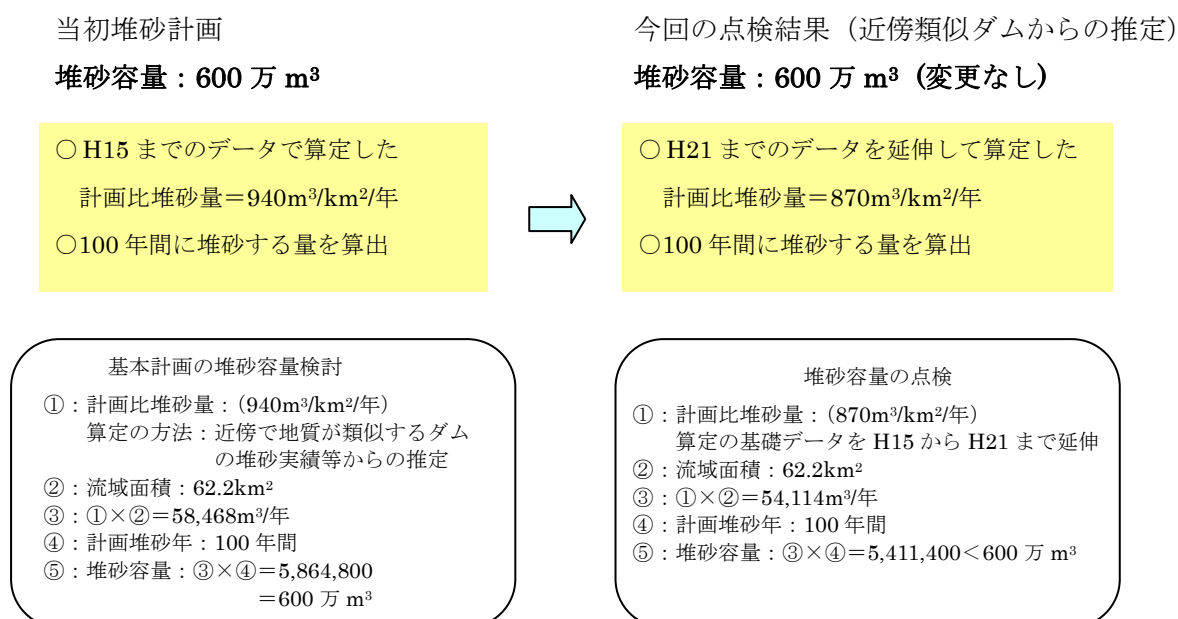 当初堆砂計画
堆砂容量：600 万 m³
○H15 までのデータで算定した
計画比堆砂量＝940m³/km²/年
○100 年間に堆砂する量を算出
基本計画の堆砂容量検討
①：計画比堆砂量：（940m³/km²/年）
算定の方法：近傍で地質が類似するダム
の堆砂実績等からの推定
②：流域面積：62.2km²
③：①×②＝58,468m³/年
④：計画堆砂年：100 年間
⑤：堆砂容量：③×④＝5,864,800
＝600 万 m³
今回の点検結果（近傍類似ダムからの推定）
堆砂容量：600 万 m³（変更なし）
○H21 までのデータを延伸して算定した
計画比堆砂量＝870m³/km²/年
○100 年間に堆砂する量を算出
堆砂容量の点検
①：計画比堆砂量：（870m³/km²/年）
算定の基礎データを H15 から H21 まで延伸
②：流域面積：62.2km²
③：①×②＝54,114m³/年
④：計画堆砂年：100 年間
⑤：堆砂容量：③×④＝5,411,400＜600 万 m³